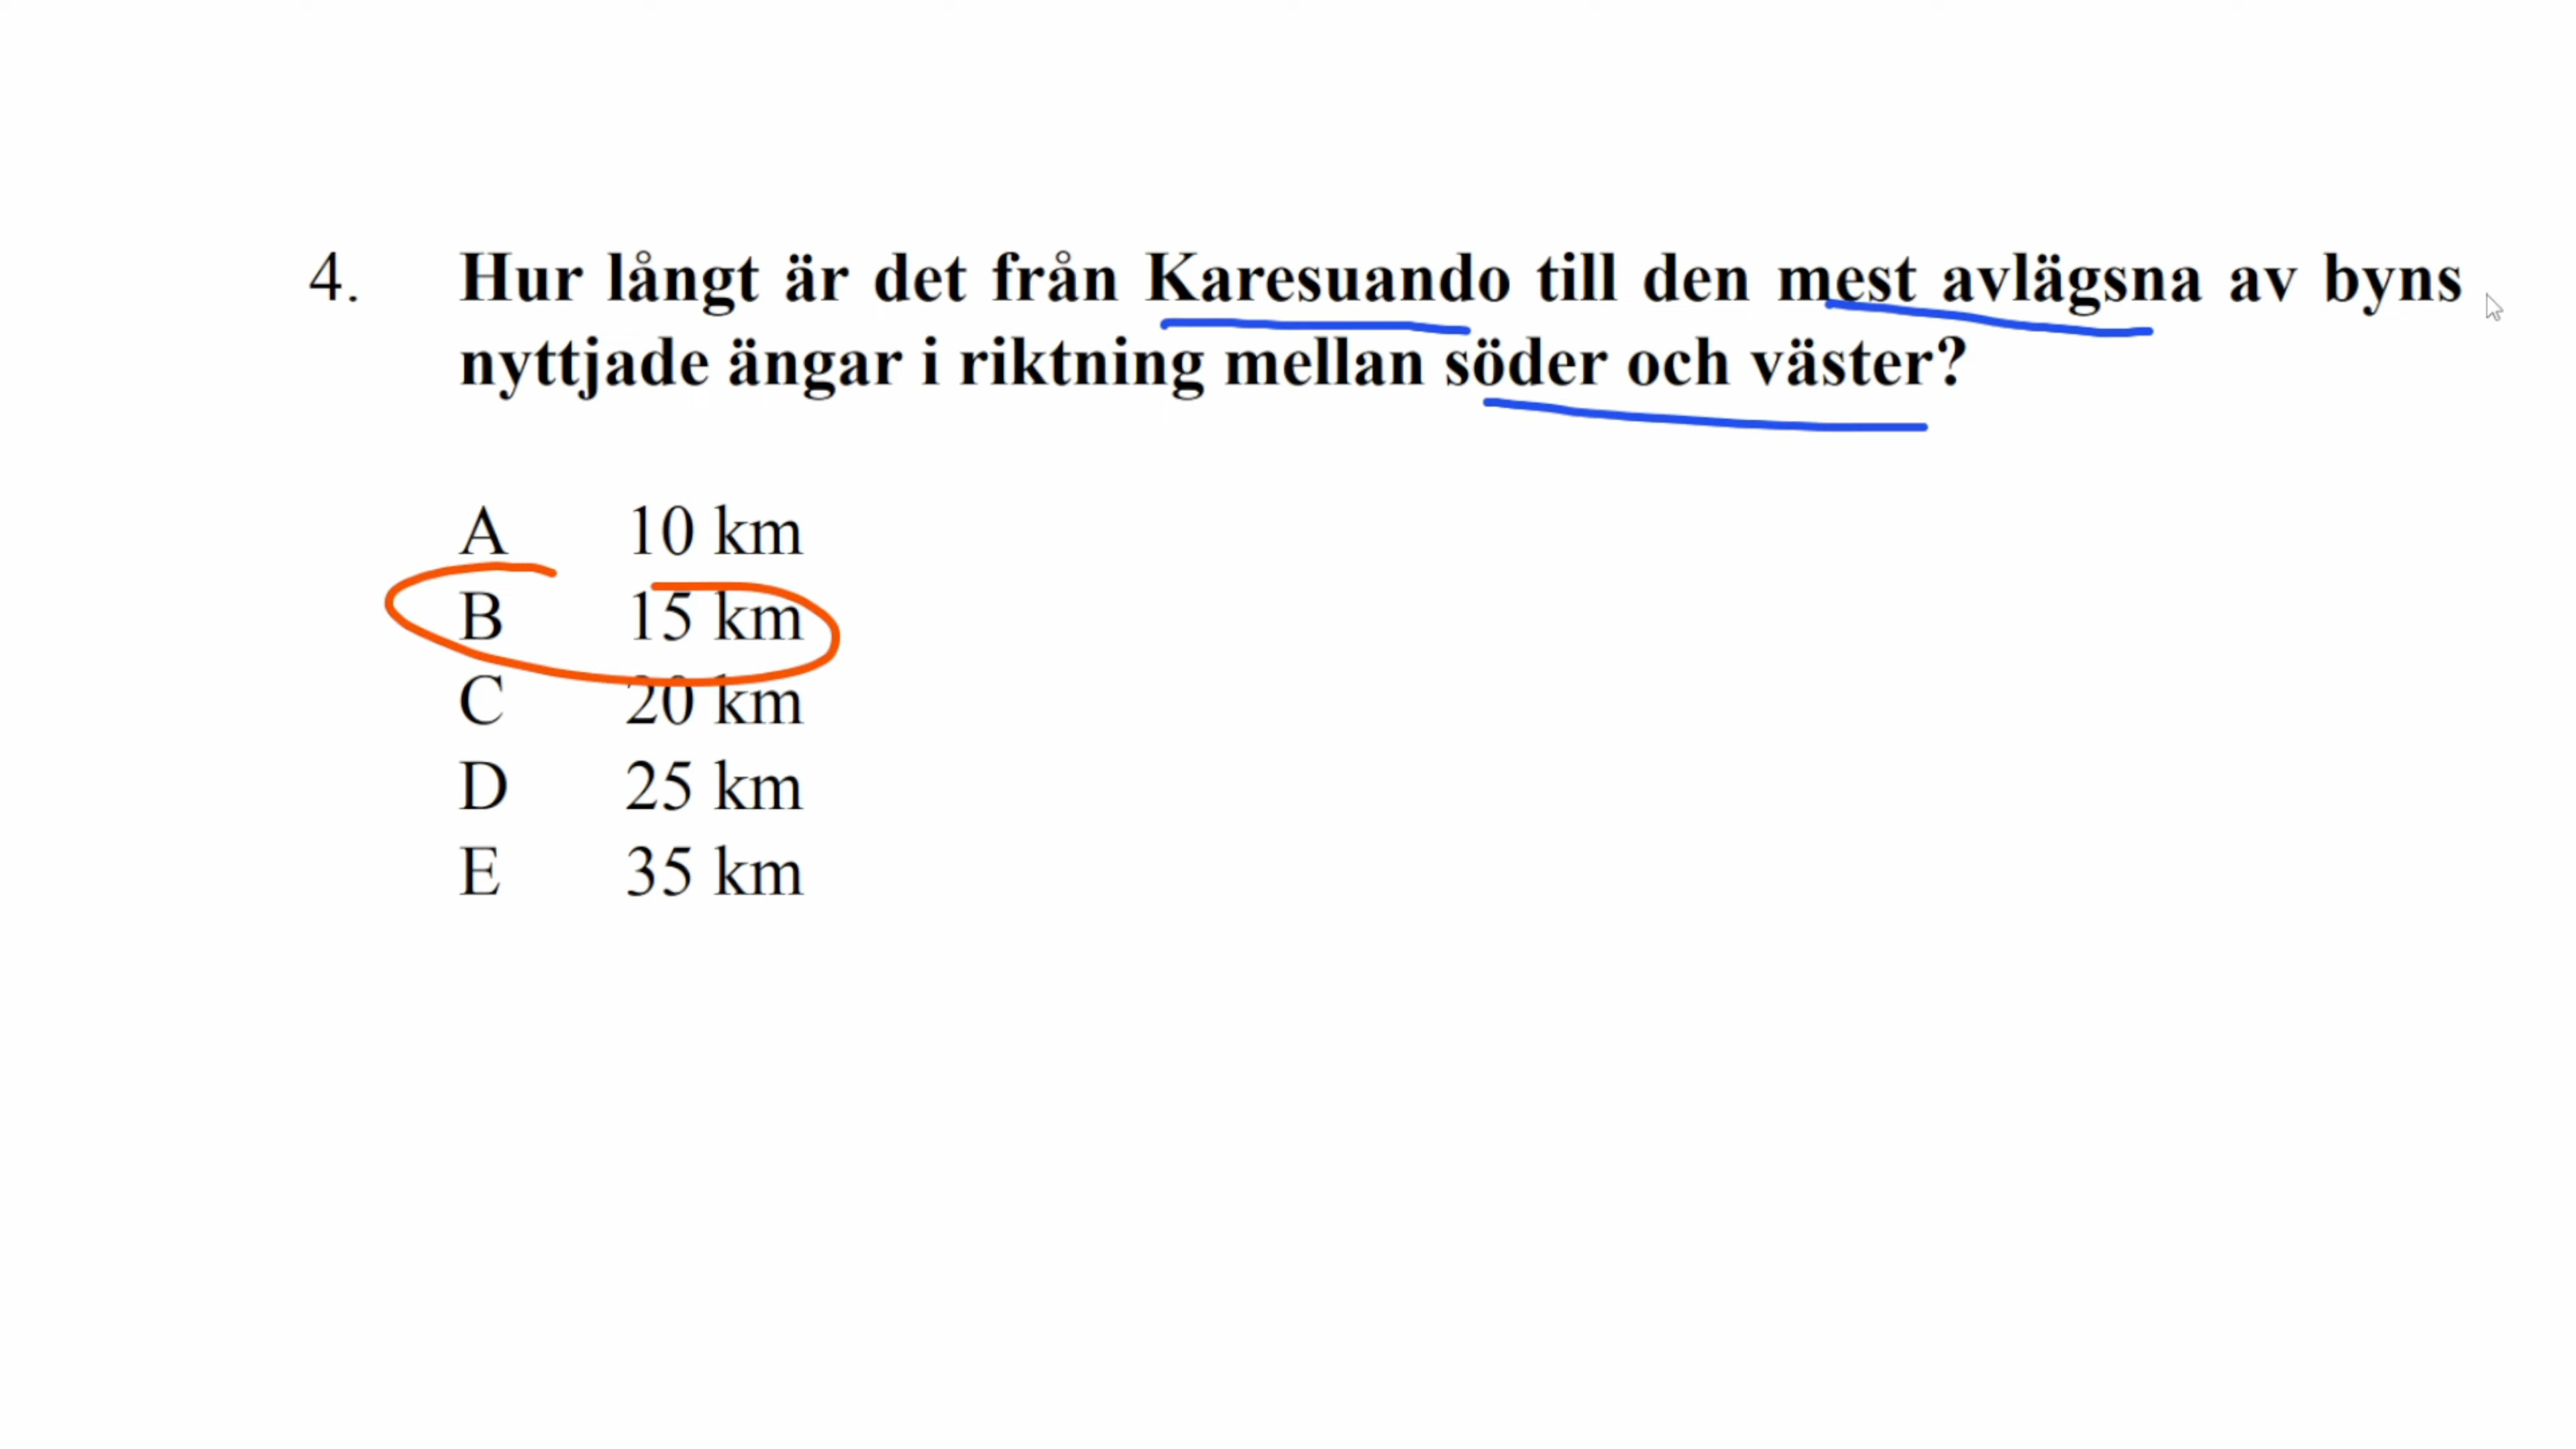 4. Hur långt är det från Karesuando till den mest avlägsna av byns
nyttjade ängar i riktning mellan söder och väster?
A 10 km
B 15 km
C 20 km
D 25 km
E 35 km